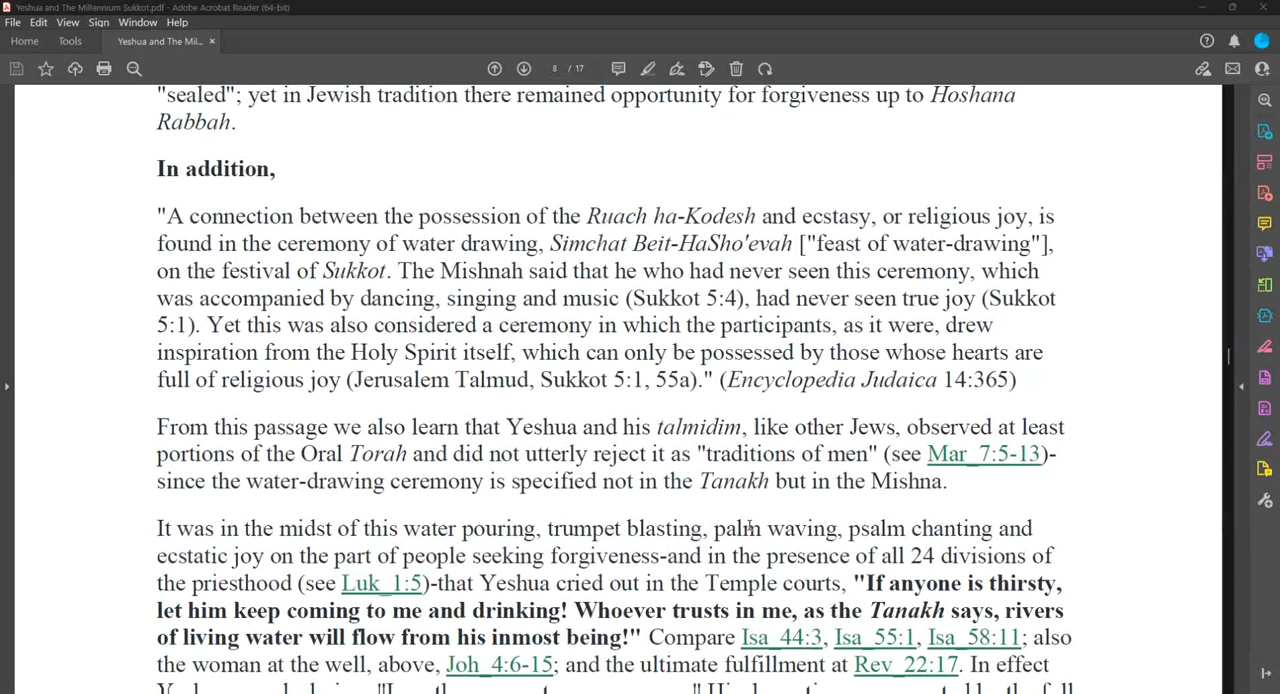 Yeshua and The Millennium Sukkot.pdf - Adobe Acrobat Reader (64-bit)
File Edit View Sign Window Help
Home Tools Yeshua and The Mil... ×
8 / 17
"sealed"; yet in Jewish tradition there remained opportunity for forgiveness up to Hoshana
Rabbah.
In addition,
"A connection between the possession of the Ruach ha-Kodesh and ecstasy, or religious joy, is
found in the ceremony of water drawing, Simchat Beit-HaSho'evah ["feast of water-drawing"],
on the festival of Sukkot. The Mishnah said that he who had never seen this ceremony, which
was accompanied by dancing, singing and music (Sukkot 5:4), had never seen true joy (Sukkot
5:1). Yet this was also considered a ceremony in which the participants, as it were, drew
inspiration from the Holy Spirit itself, which can only be possessed by those whose hearts are
full of religious joy (Jerusalem Talmud, Sukkot 5:1, 55a)." (Encyclopedia Judaica 14:365)
From this passage we also learn that Yeshua and his talmidim, like other Jews, observed at least
portions of the Oral Torah and did not utterly reject it as "traditions of men" (see Mar_7:5-13)-
since the water-drawing ceremony is specified not in the Tanakh but in the Mishna.
It was in the midst of this water pouring, trumpet blasting, palm waving, psalm chanting and
ecstatic joy on the part of people seeking forgiveness-and in the presence of all 24 divisions of
the priesthood (see Luk_1:5)-that Yeshua cried out in the Temple courts, "If anyone is thirsty,
let him keep coming to me and drinking! Whoever trusts in me, as the Tanakh says, rivers
of living water will flow from his inmost being!" Compare Isa_44:3, Isa_55:1, Isa_58:11; also
the woman at the well, above, Joh_4:6-15; and the ultimate fulfillment at Rev_22:17. In effect